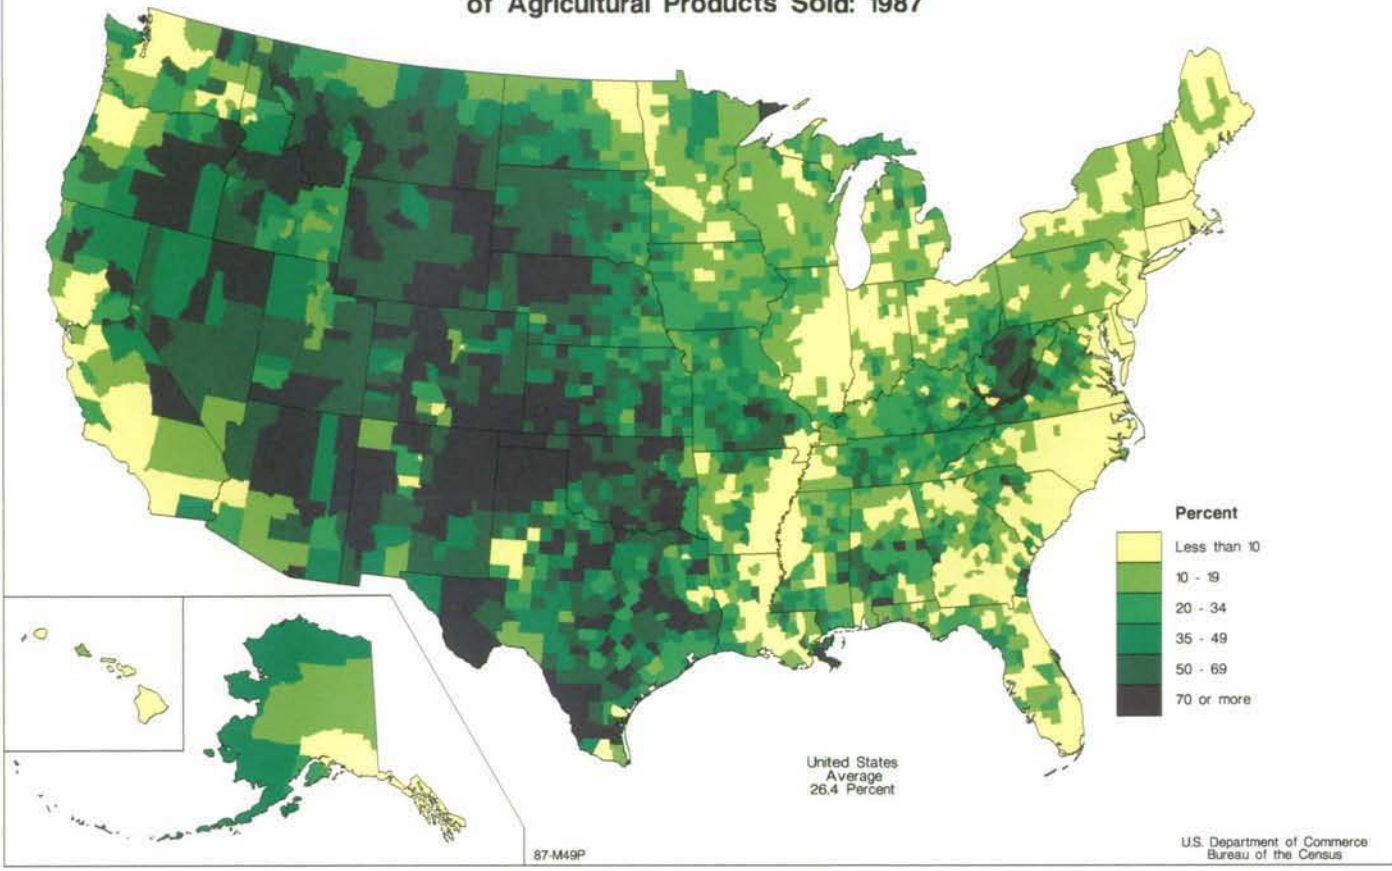 of Agricultural Products Sold: 1987
Percent
Less than 10
10 - 19
20 - 34
35 - 49
50 - 69
70 or more
United States
Average
26.4 Percent
87-M49P
U.S. Department of Commerce
Bureau of the Census